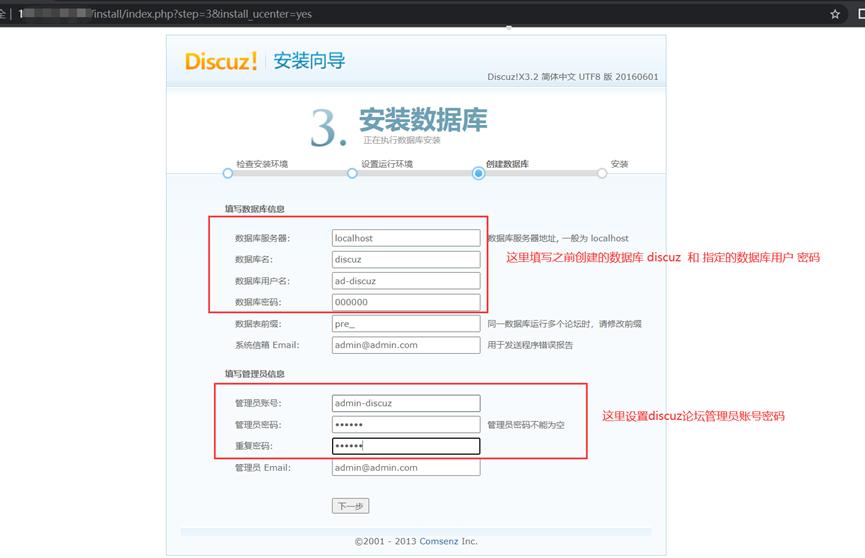 /install/index.php?step=3&install_ucenter=yes
Discuz! 安装向导
Discuz!X3.2 简体中文 UTF8 版 20160601
3. 安装数据库
正在执行数据库安装
检查安装环境 设置运行环境 创建数据库 安装
填写数据库信息
数据库服务器: localhost 数据库服务器地址, 一般为 localhost
数据库名: discuz
这里填写之前创建的数据库 discuz 和 指定的数据库用户 密码
数据库用户名: ad-discuz
数据库密码: 000000
数据表前缀: pre_ 同一数据库运行多个论坛时，请修改前缀
系统信箱 Email: admin@admin.com 用于发送程序错误报告
填写管理员信息
管理员账号: admin-discuz
这里设置discuz论坛管理员账号密码
管理员密码: •••••• 管理员密码不能为空
重复密码: ••••••
管理员 Email: admin@admin.com
下一步
©2001 - 2013 Comsenz Inc.